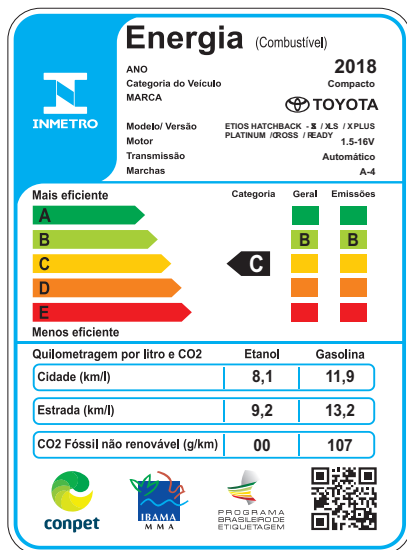 Energia (Combustível)
INMETRO
ANO 2018
Categoria do Veículo Compacto
MARCA TOYOTA
Modelo/ Versão ETIOS HATCHBACK - X / XLS / XPLUS
PLATINUM /CROSS / READY
Motor 1.5-16V
Transmissão Automático
Marchas A-4
Mais eficiente Categoria Geral Emissões
A
B B B
C C
D
E
Menos eficiente
Quilometragem por litro e CO2 Etanol Gasolina
Cidade (km/l) 8,1 11,9
Estrada (km/l) 9,2 13,2
CO2 Fóssil não renovável (g/km) 00 107
conpet
IBAMA
M M A
PROGRAMA
BRASILEIRO DE
ETIQUETAGEM